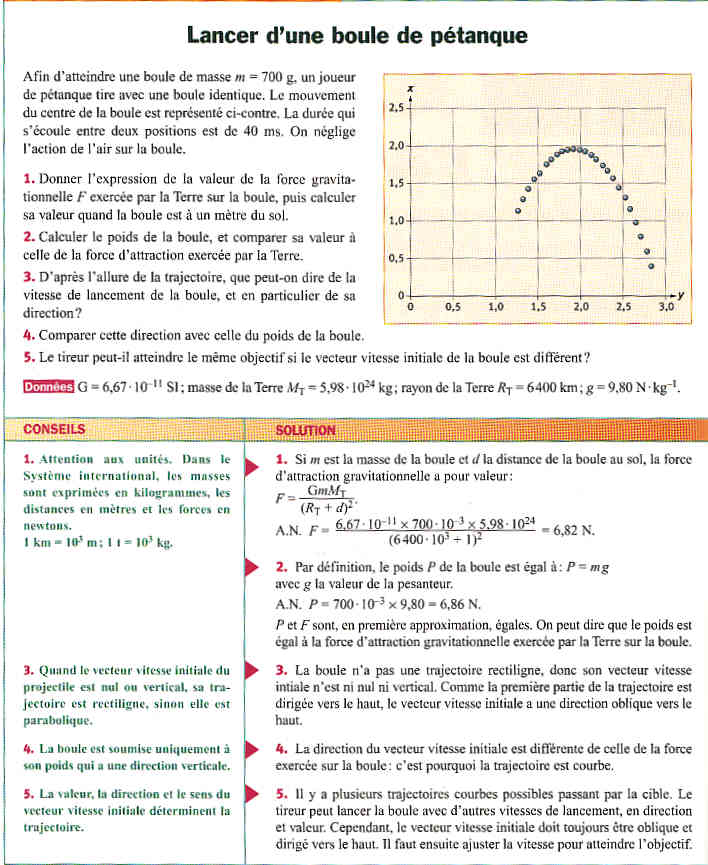 Lancer d'une boule de pétanque
Afin d'atteindre une boule de masse m = 700 g, un joueur
de pétanque tire avec une boule identique. Le mouvement
du centre de la boule est représenté ci-contre. La durée qui
s'écoule entre deux positions est de 40 ms. On néglige
l'action de l'air sur la boule.
1. Donner l'expression de la valeur de la force gravita-
tionnelle F exercée par la Terre sur la boule, puis calculer
sa valeur quand la boule est à un mètre du sol.
2. Calculer le poids de la boule, et comparer sa valeur à
celle de la force d'attraction exercée par la Terre.
3. D'après l'allure de la trajectoire, que peut-on dire de la
vitesse de lancement de la boule, et en particulier de sa
direction ?
4. Comparer cette direction avec celle du poids de la boule.
5. Le tireur peut-il atteindre le même objectif si le vecteur vitesse initiale de la boule est différent ?
x
2,5
2,0
1,5
1,0
0,5
0
y
0 0,5 1,0 1,5 2,0 2,5 3,0
Données G = 6,67 · 10⁻¹¹ SI ; masse de la Terre M_T = 5,98 · 10²⁴ kg ; rayon de la Terre R_T = 6400 km ; g = 9,80 N · kg⁻¹.
CONSEILS
1. Attention aux unités. Dans le
Système international, les masses
sont exprimées en kilogrammes, les
distances en mètres et les forces en
newtons.
1 km = 10³ m ; 1 t = 10³ kg.
3. Quand le vecteur vitesse initiale du
projectile est nul ou vertical, sa tra-
jectoire est rectiligne, sinon elle est
parabolique.
4. La boule est soumise uniquement à
son poids qui a une direction verticale.
5. La valeur, la direction et le sens du
vecteur vitesse initiale déterminent la
trajectoire.
SOLUTION
1. Si m est la masse de la boule et d la distance de la boule au sol, la force
d'attraction gravitationnelle a pour valeur :
F = GmM_T / (R_T + d)².
A.N. F = 6,67 · 10⁻¹¹ × 700 · 10⁻³ × 5,98 · 10²⁴ / (6400 · 10³ + 1)² = 6,82 N.
2. Par définition, le poids P de la boule est égal à : P = mg
avec g la valeur de la pesanteur.
A.N. P = 700 · 10⁻³ × 9,80 = 6,86 N.
P et F sont, en première approximation, égales. On peut dire que le poids est
égal à la force d'attraction gravitationnelle exercée par la Terre sur la boule.
3. La boule n'a pas une trajectoire rectiligne, donc son vecteur vitesse
intiale n'est ni nul ni vertical. Comme la première partie de la trajectoire est
dirigée vers le haut, le vecteur vitesse initiale a une direction oblique vers le
haut.
4. La direction du vecteur vitesse initiale est différente de celle de la force
exercée sur la boule : c'est pourquoi la trajectoire est courbe.
5. Il y a plusieurs trajectoires courbes possibles passant par la cible. Le
tireur peut lancer la boule avec d'autres vitesses de lancement, en direction
et valeur. Cependant, le vecteur vitesse initiale doit toujours être oblique et
dirigé vers le haut. Il faut ensuite ajuster la vitesse pour atteindre l'objectif.